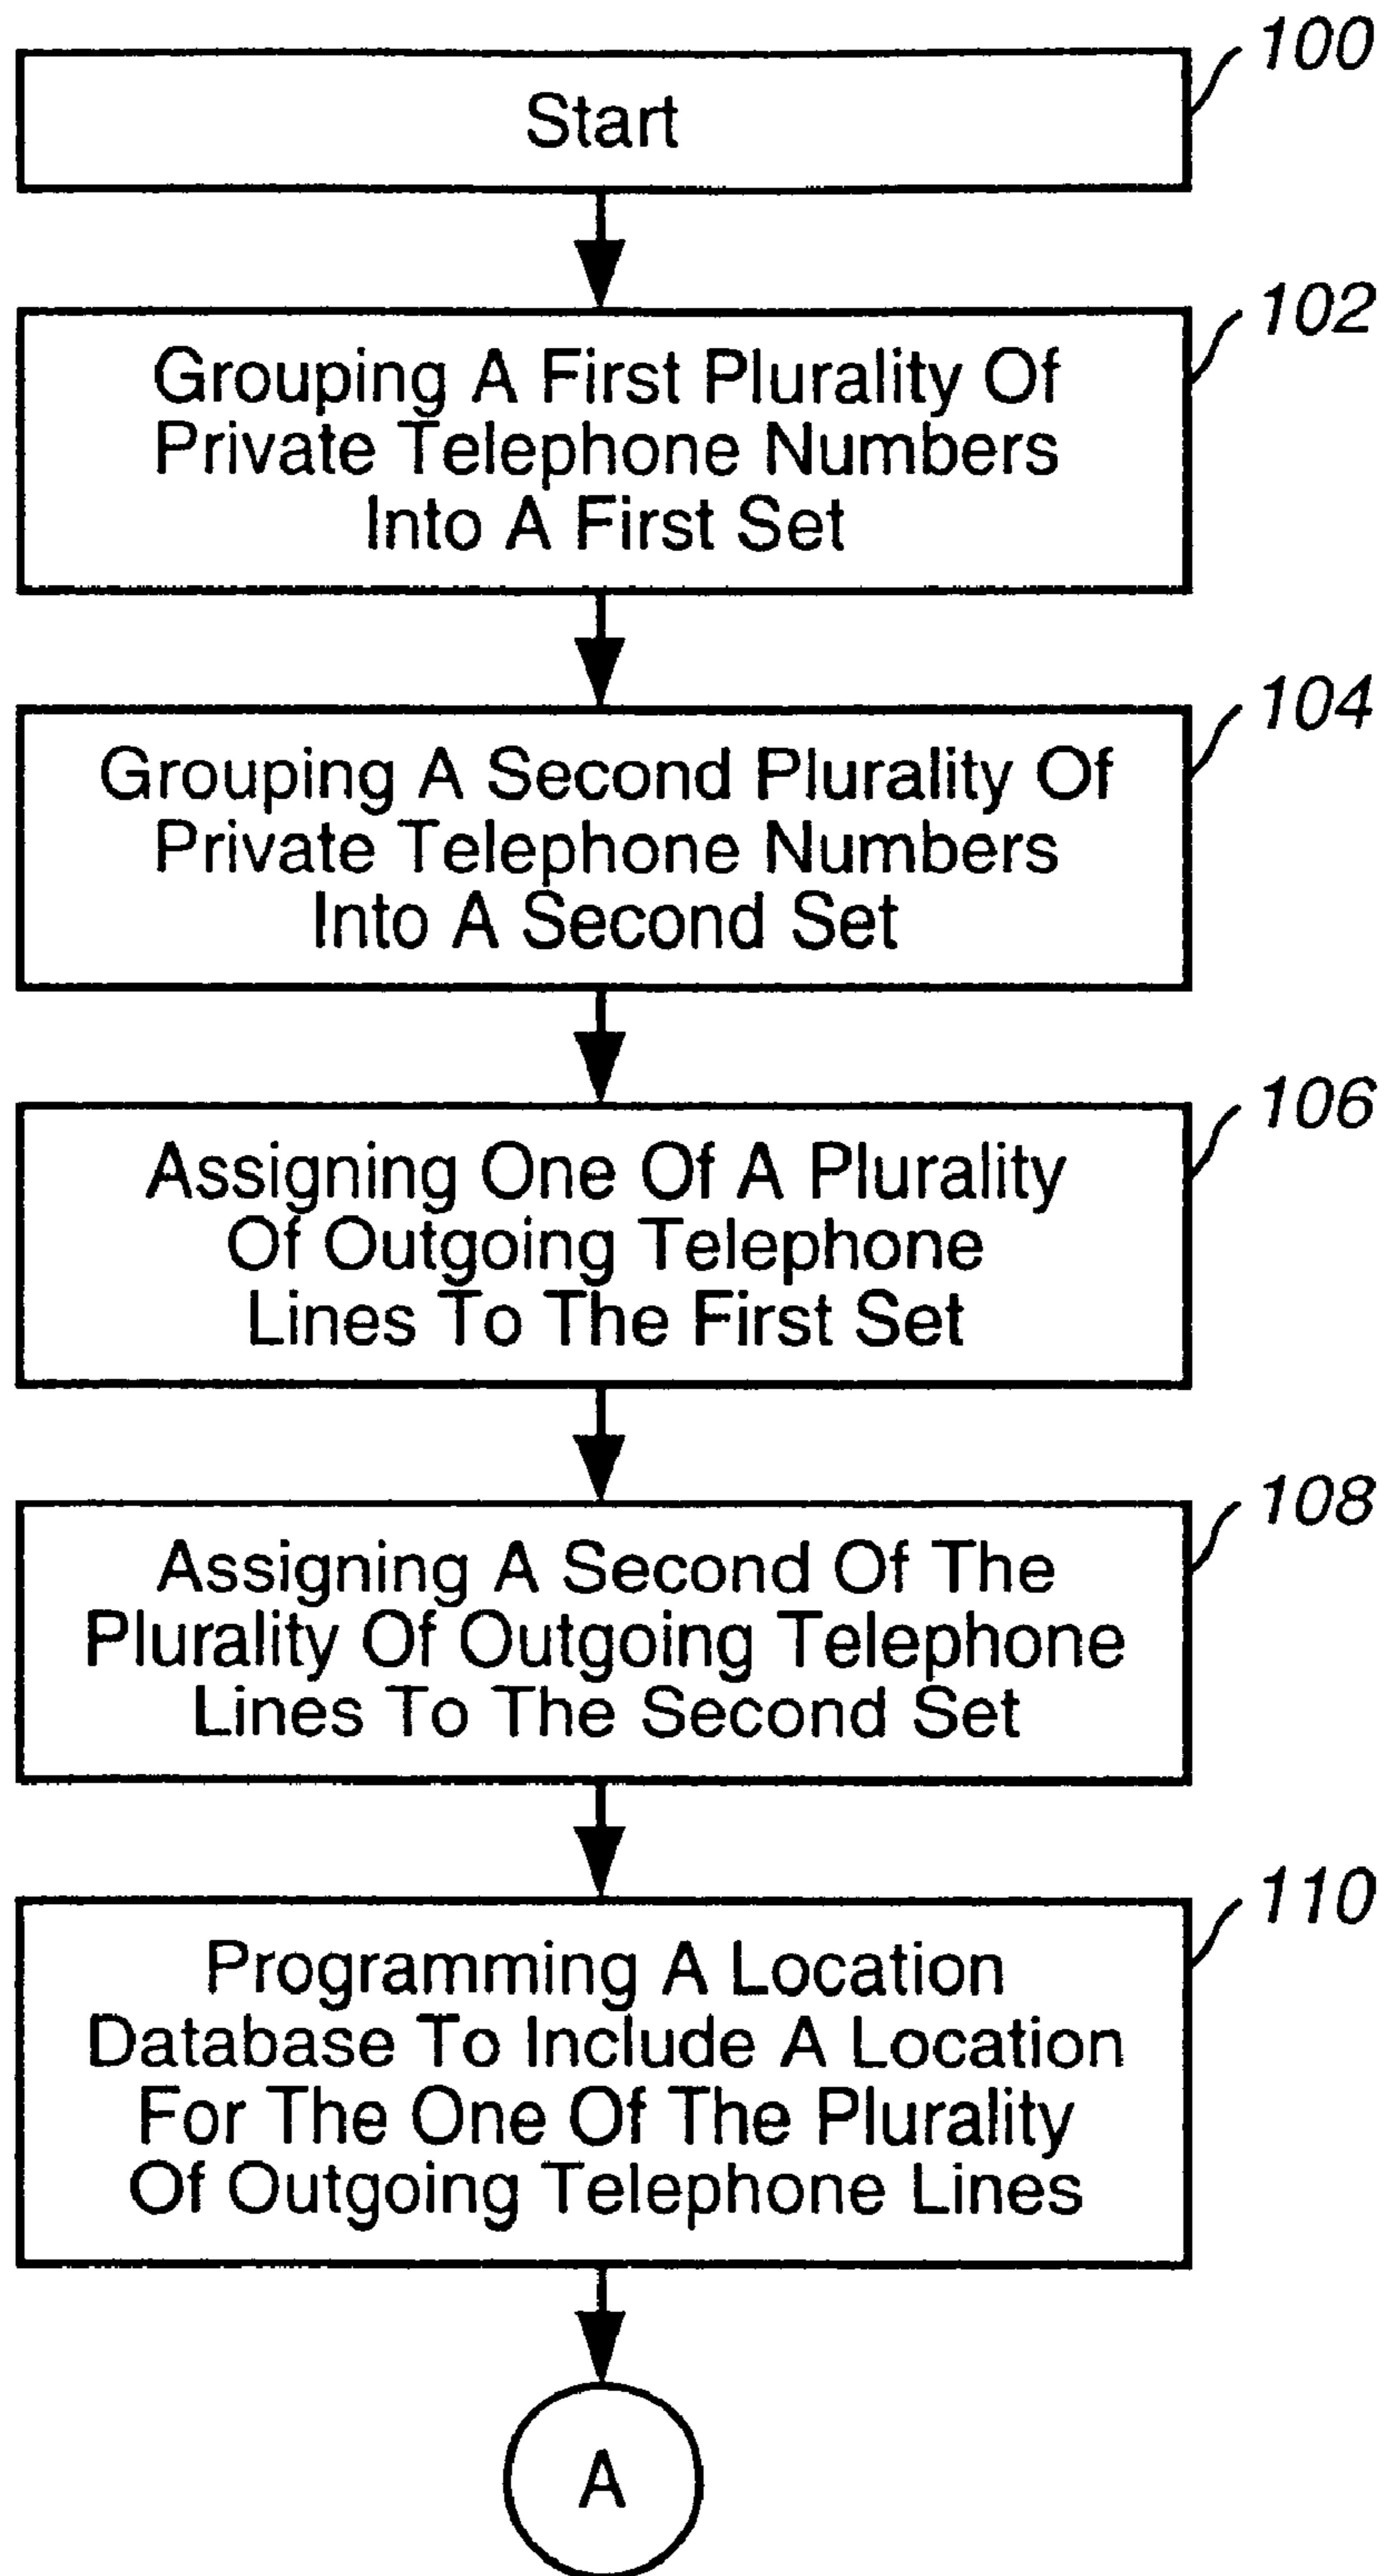 100
Start
102
Grouping A First Plurality Of
Private Telephone Numbers
Into A First Set
104
Grouping A Second Plurality Of
Private Telephone Numbers
Into A Second Set
106
Assigning One Of A Plurality
Of Outgoing Telephone
Lines To The First Set
108
Assigning A Second Of The
Plurality Of Outgoing Telephone
Lines To The Second Set
110
Programming A Location
Database To Include A Location
For The One Of The Plurality
Of Outgoing Telephone Lines
A